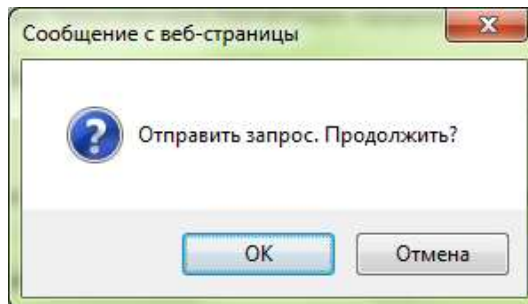 Сообщение с веб-страницы
Отправить запрос. Продолжить?
OK
Отмена